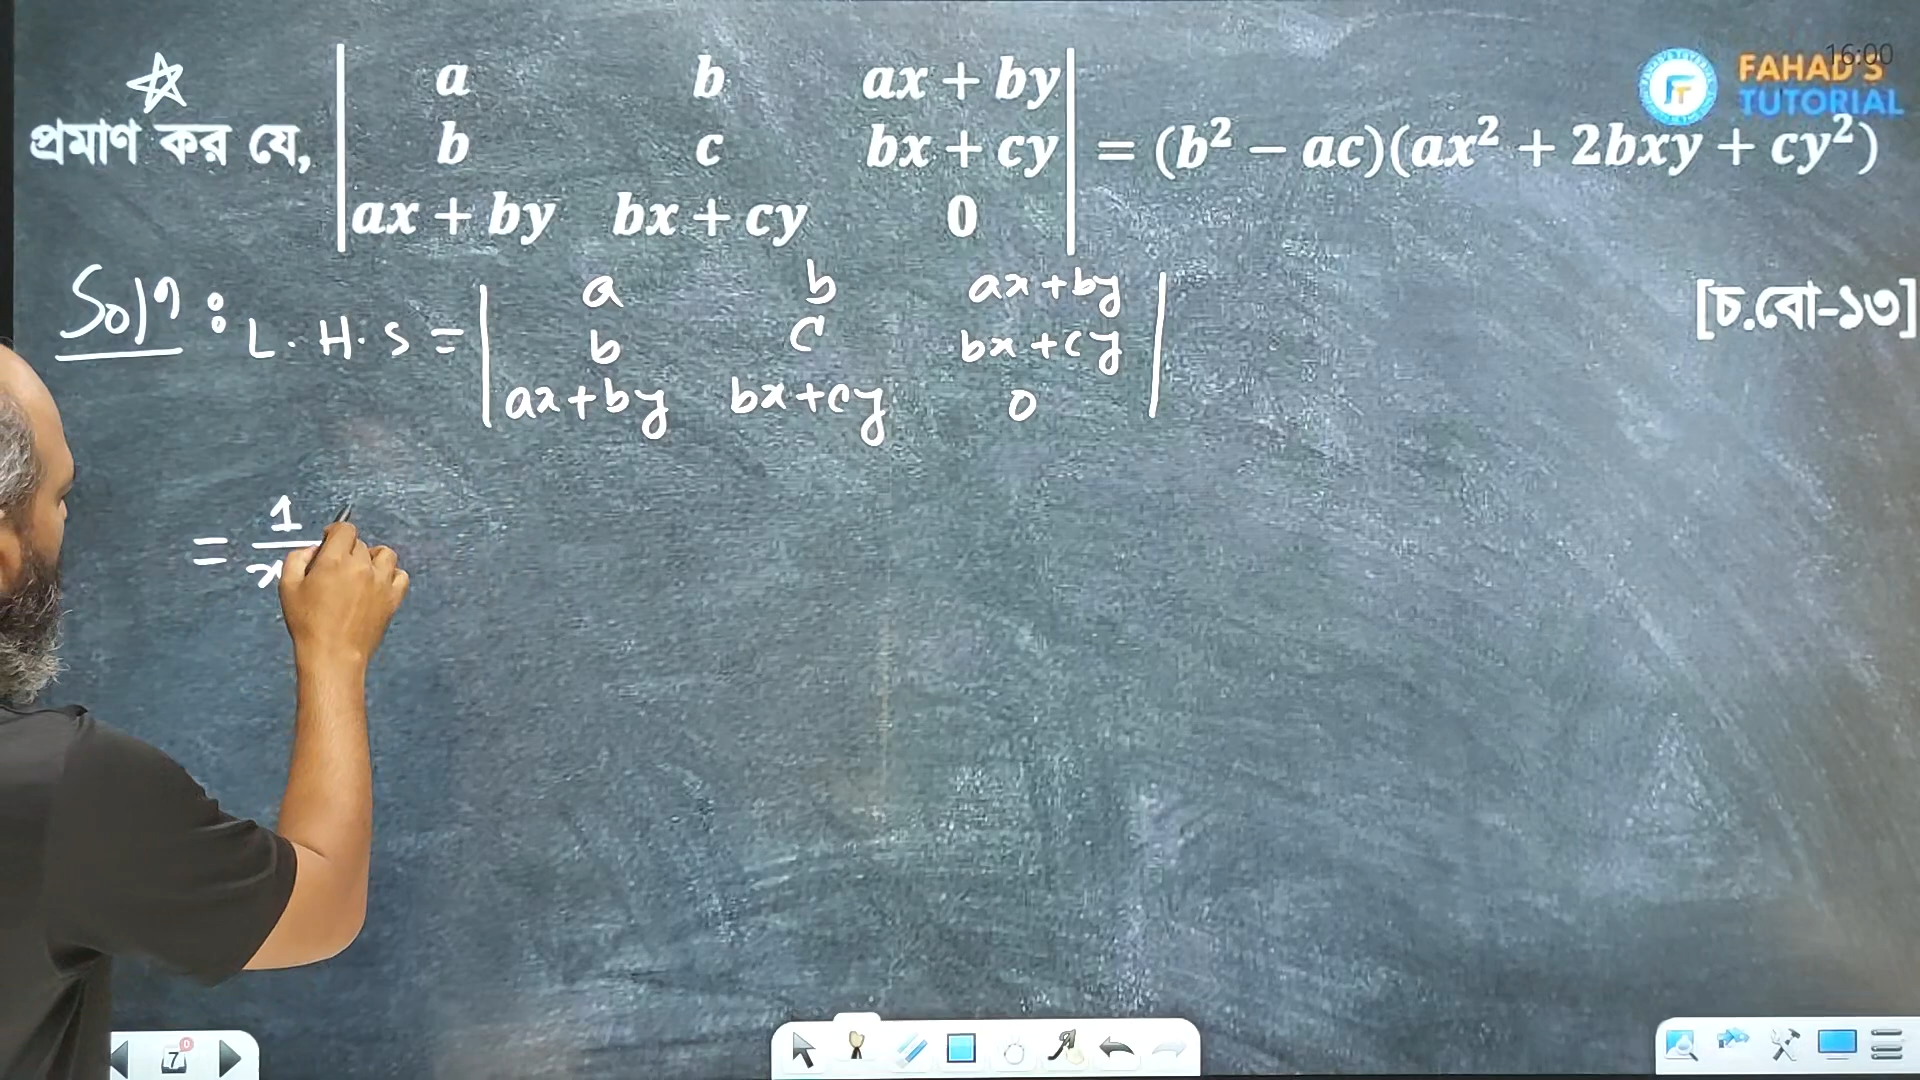 16:00
FAHAD'S
TUTORIAL
প্রমাণ কর যে, | a b ax + by |
| b c bx + cy | = (b² − ac)(ax² + 2bxy + cy²)
| ax + by bx + cy 0 |
[চ.বো-১৩]
Solⁿ : L.H.S = | a b ax+by |
| b c bx+cy |
| ax+by bx+cy 0 |
= 1/x
7 0